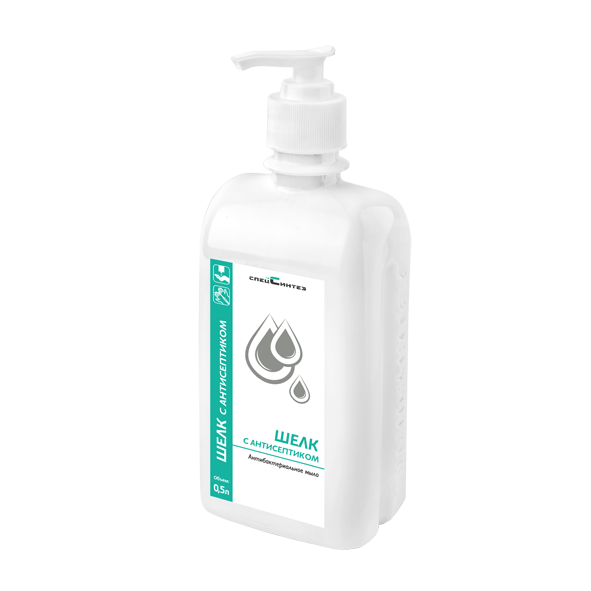 СПЕЦСИНТЕЗ
ШЕЛК
С АНТИСЕПТИКОМ
Антибактериальное мыло
ШЕЛК С АНТИСЕПТИКОМ
Объем
0,5л